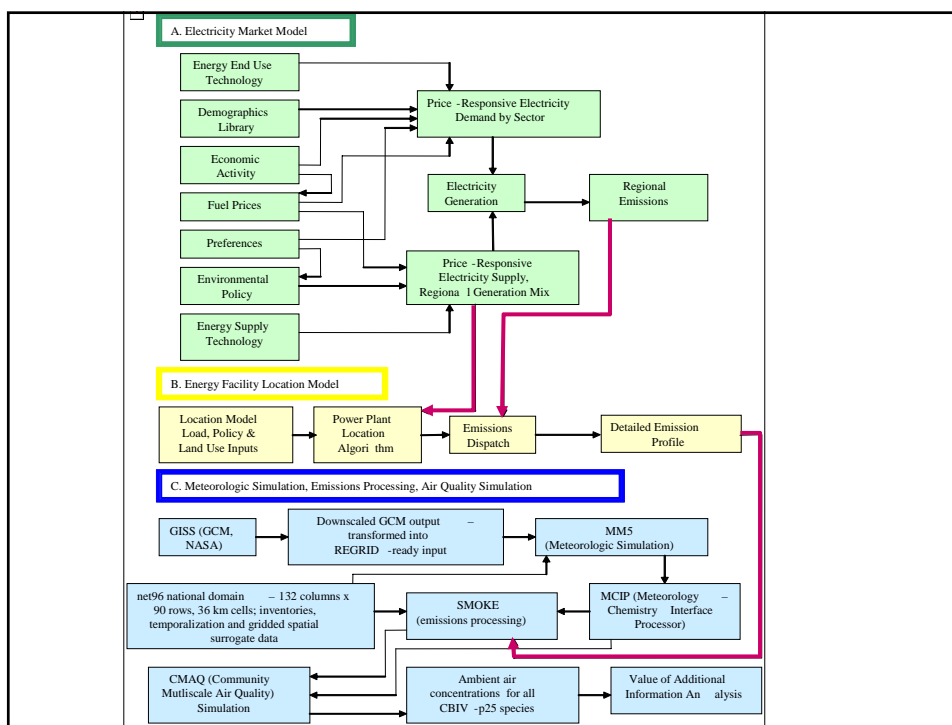 A. Electricity Market Model
Energy End Use
Technology
Price -Responsive Electricity
Demand by Sector
Demographics
Library
Economic
Activity
Electricity
Generation
Regional
Emissions
Fuel Prices
Preferences
Price -Responsive
Electricity Supply,
Regiona l Generation Mix
Environmental
Policy
Energy Supply
Technology
B. Energy Facility Location Model
Location Model
Load, Policy &
Land Use Inputs
Power Plant
Location
Algori thm
Emissions
Dispatch
Detailed Emission
Profile
C. Meteorologic Simulation, Emissions Processing, Air Quality Simulation
GISS (GCM,
NASA)
Downscaled GCM output –
transformed into
REGRID -ready input
MM5
(Meteorologic Simulation)
net96 national domain – 132 columns x
90 rows, 36 km cells; inventories,
temporalization and gridded spatial
surrogate data
SMOKE
(emissions processing)
MCIP (Meteorology –
Chemistry Interface
Processor)
CMAQ (Community
Mutliscale Air Quality)
Simulation
Ambient air
concentrations for all
CBIV -p25 species
Value of Additional
Information An alysis